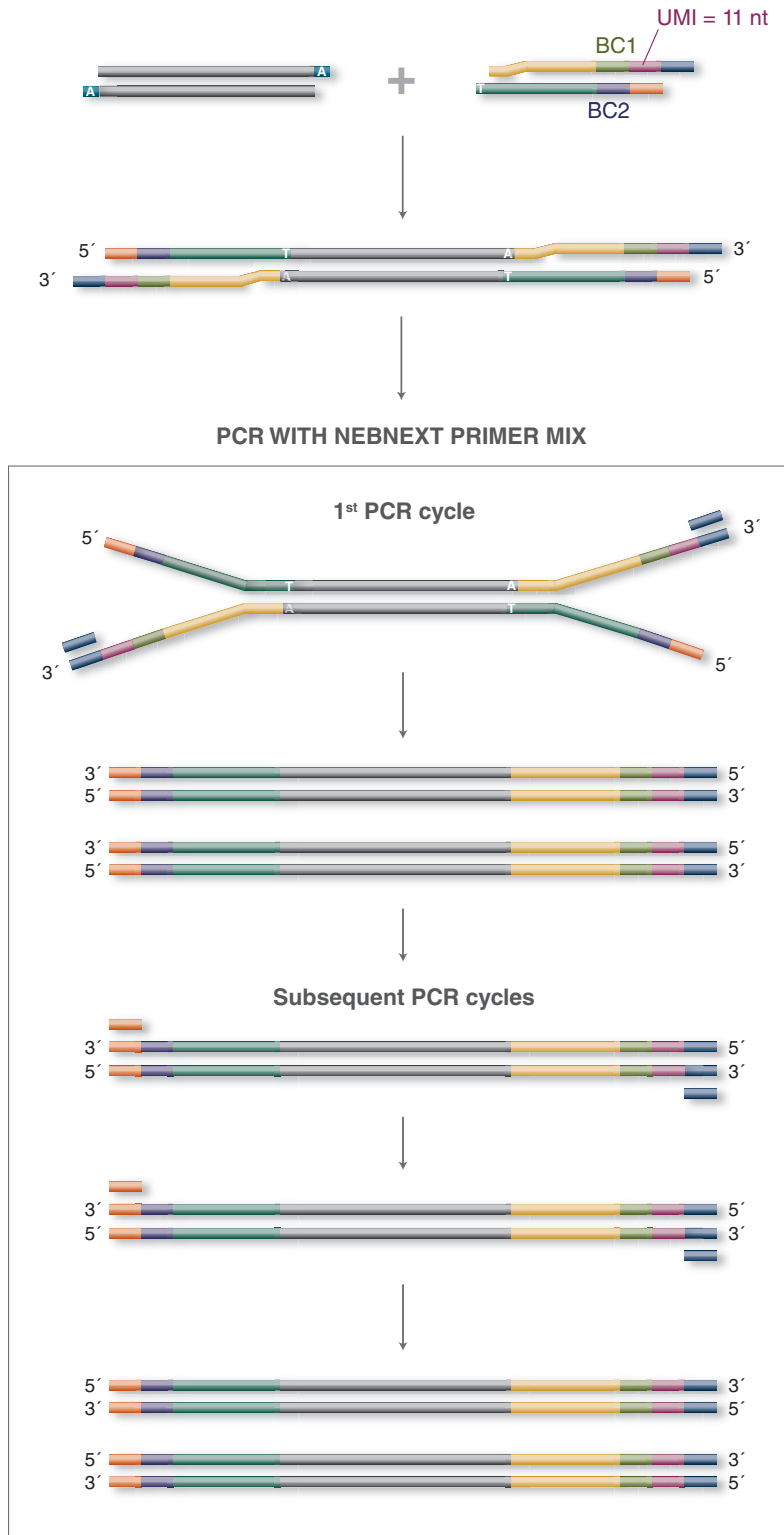 UMI = 11 nt
BC1
A
+
A
T
BC2
5´ T A 3´
3´ A T 5´
PCR WITH NEBNEXT PRIMER MIX
1st PCR cycle
5´ 3´
T A
A T
3´ 5´
3´ 5´
5´ 3´
3´ 5´
5´ 3´
Subsequent PCR cycles
3´ 5´
5´ 3´
3´ 5´
5´ 3´
5´ 3´
3´ 5´
5´ 3´
3´ 5´